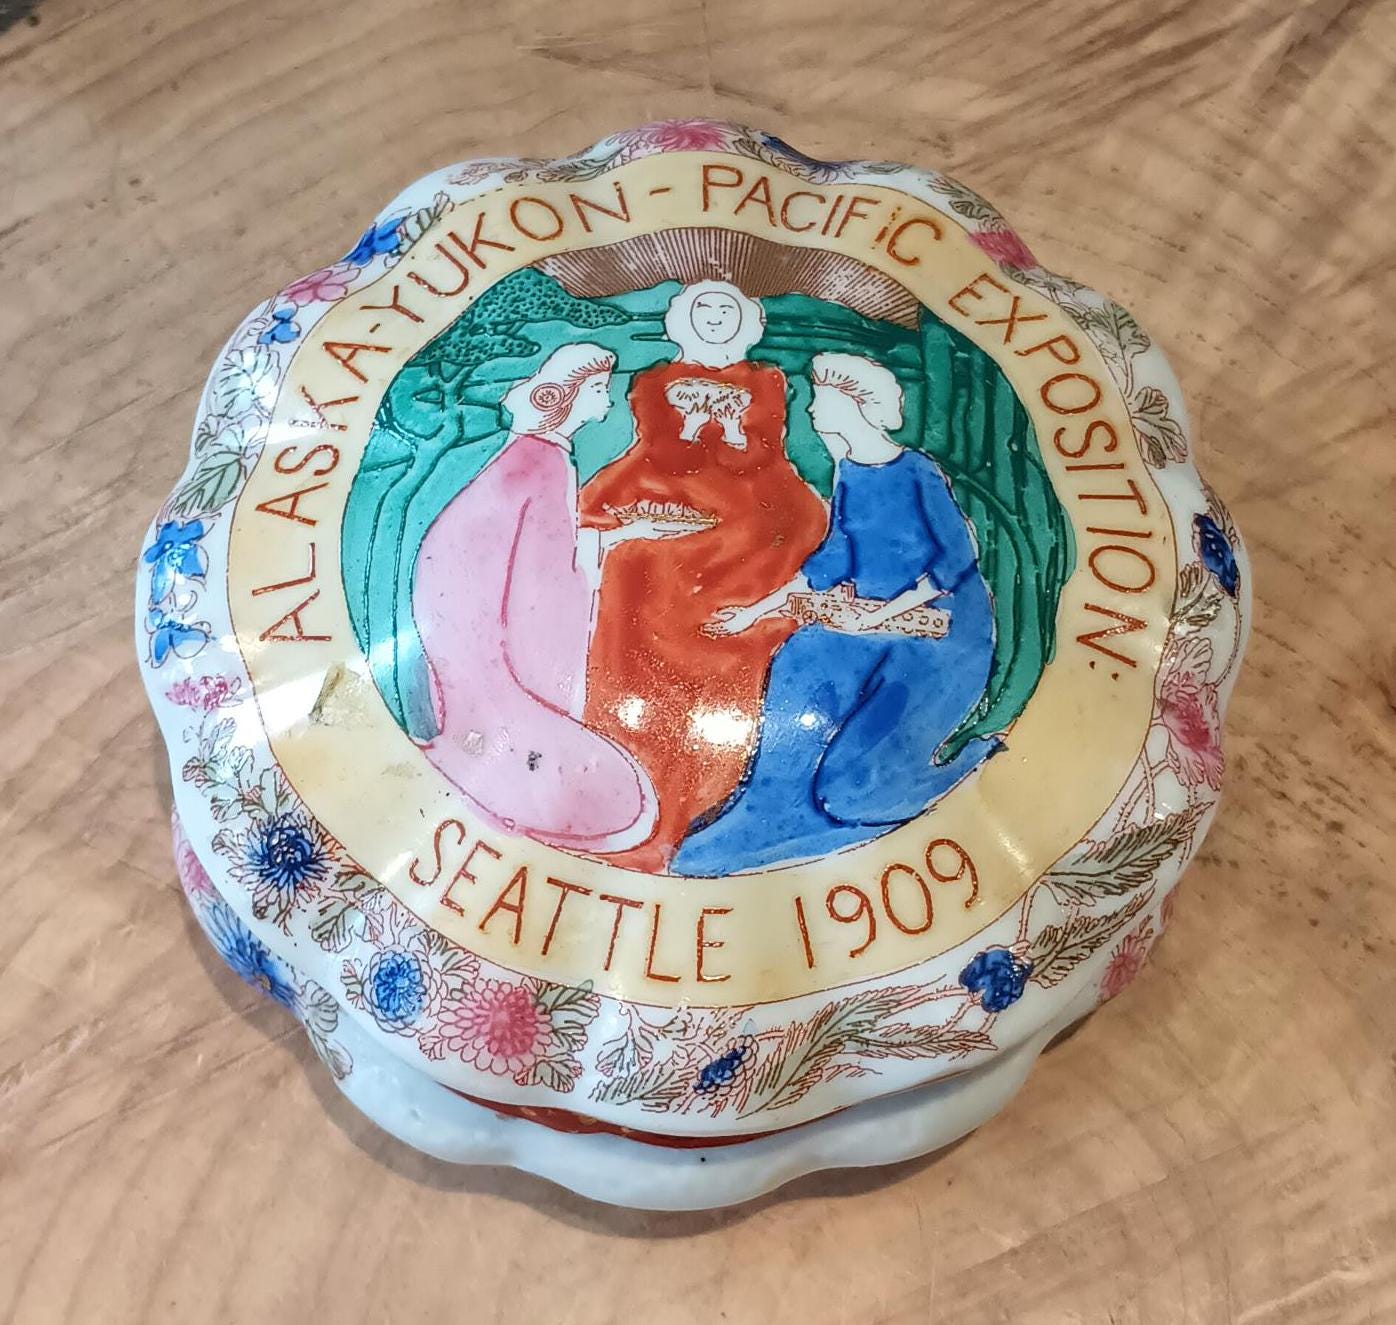 ALASKA-YUKON-PACIFIC EXPOSITION.
SEATTLE 1909